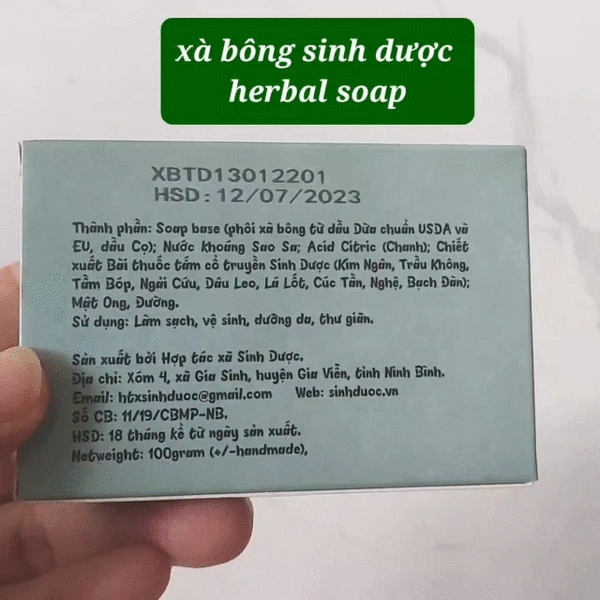 xà bông sinh dược
herbal soap
XBTD13012201
HSD: 12/07/2023
Thành phần: Soap base (phôi xà bông từ dầu Dừa chuẩn USDA và
EU, dầu Cọ); Nước khoáng Sao Sa; Acid Citric (Chanh); Chiết
xuất Bài thuốc tắm cổ truyền Sinh Dược (Kim Ngân, Trầu Không,
Tầm Bóp, Ngải Cứu, Dâu Leo, Lá Lốt, Cúc Tần, Nghệ, Bạch Đàn);
Mật Ong, Đường.
Sử dụng: Làm sạch, vệ sinh, dưỡng da, thư giãn.
Sản xuất bởi Hợp tác xã Sinh Dược.
Địa chỉ: Xóm 4, xã Gia Sinh, huyện Gia Viễn, tỉnh Ninh Bình.
Email: htxsinhduoc@gmail.com Web: sinhduoc.vn
Số CB: 11/19/CBMP-NB.
HSD: 18 tháng kể từ ngày sản xuất.
Netweight: 100gram (+/-handmade),